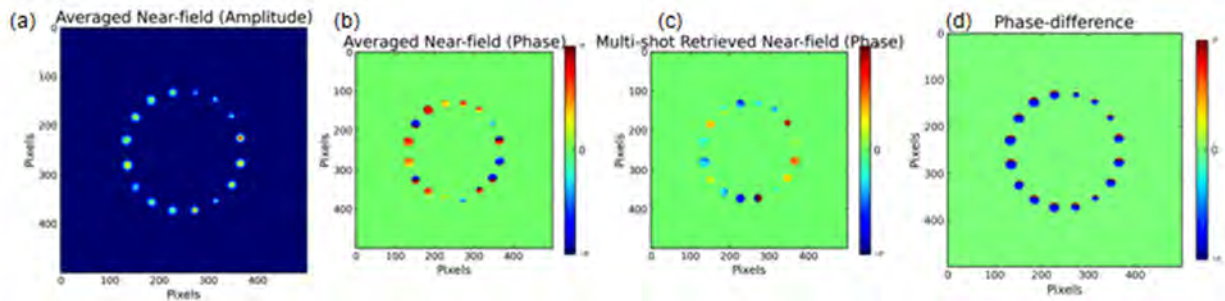 (a)
Averaged Near-field (Amplitude)
0
100
200
300
400
Pixels
0 100 200 300 400
Pixels
(b)
Averaged Near-field (Phase)
0
100
200
300
400
Pixels
0 100 200 300 400
Pixels
0
(c)
Multi-shot Retrieved Near-field (Phase)
0
100
200
300
400
Pixels
0 100 200 300 400
Pixels
0
(d)
Phase-difference
0
100
200
300
400
Pixels
0 100 200 300 400
Pixels
0